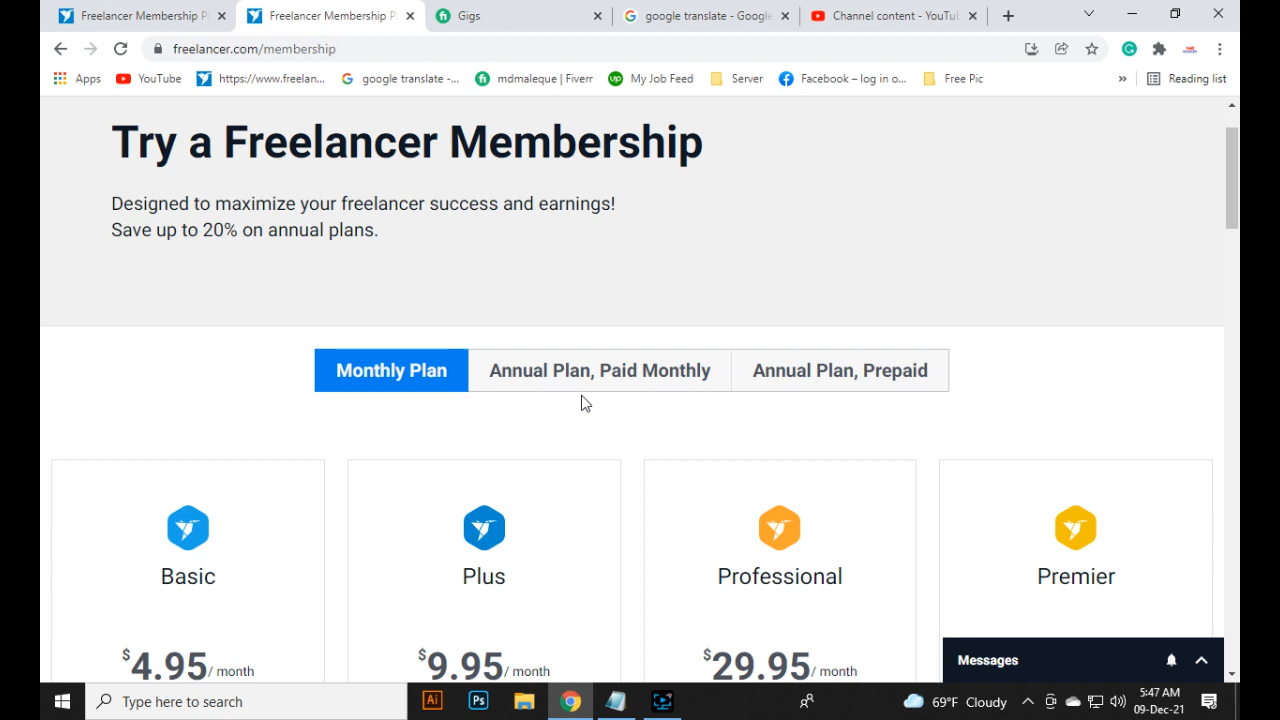 Freelancer Membership P
Freelancer Membership P
Gigs
google translate - Google
Channel content - YouTu
freelancer.com/membership
Apps
YouTube
https://www.freelan...
google translate -...
mdmaleque | Fiverr
My Job Feed
Server
Facebook – log in o...
Free Pic
»
Reading list
Try a Freelancer Membership
Designed to maximize your freelancer success and earnings!
Save up to 20% on annual plans.
Monthly Plan
Annual Plan, Paid Monthly
Annual Plan, Prepaid
Basic
Plus
Professional
Premier
$4.95/ month
$9.95/ month
$29.95/ month
Messages
Type here to search
Ai
Ps
69°F Cloudy
5:47 AM
09-Dec-21